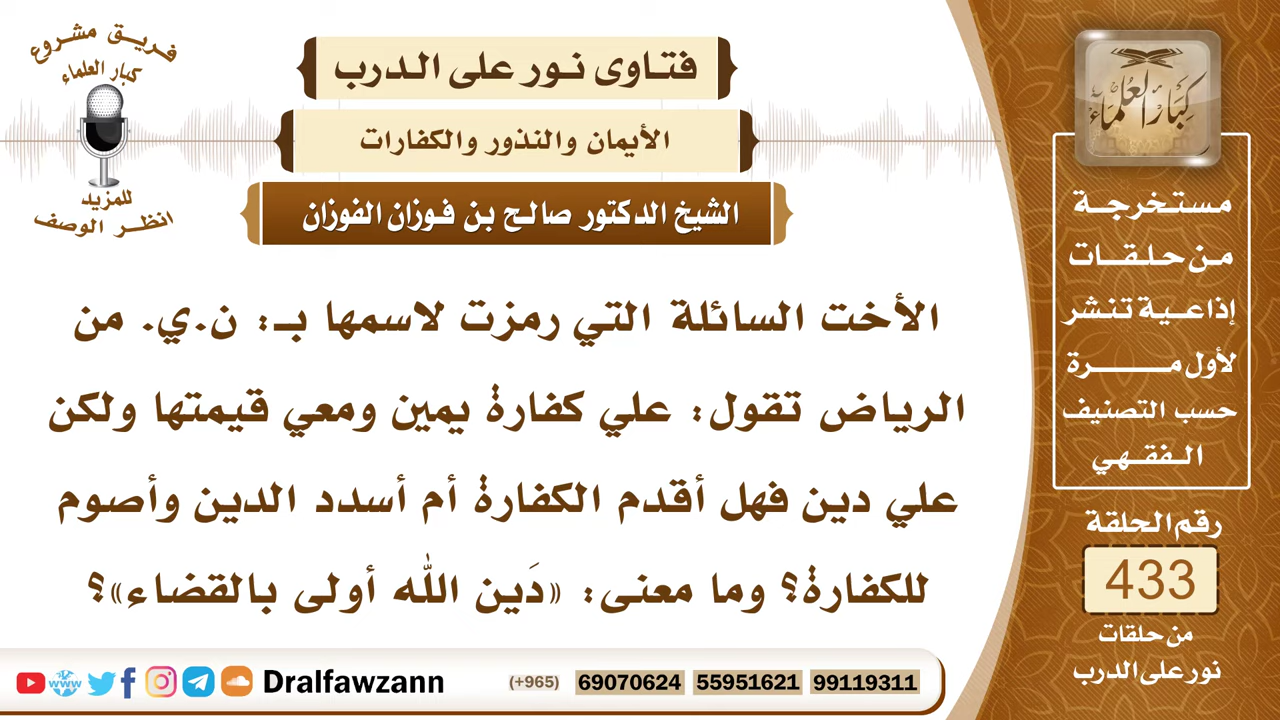 فريق مشروع
كبار العلماء
للمزيد
انظر الوصف
فتاوى نور على الدرب
الأيمان والنذور والكفارات
الشيخ الدكتور صالح بن فوزان الفوزان
الأخت السائلة التي رمزت لاسمها بـ: ن.ي. من
الرياض تقول: علي كفارة يمين ومعي قيمتها ولكن
علي دين فهل أقدم الكفارة أم أسدد الدين وأصوم
للكفارة؟ وما معنى: «دَين الله أولى بالقضاء»؟
كبار العلماء
مستخرجة
من حلقات
إذاعية تنشر
لأول مرة
حسب التصنيف
الفقهي
رقم الحلقة
433
من حلقات
نور على الدرب
www Dralfawzann (+965) 69070624 55951621 99119311